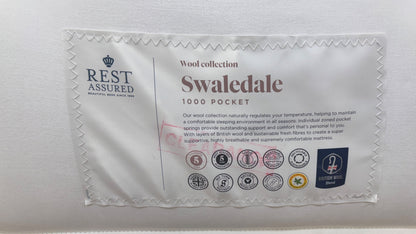 REST
ASSURED
BEAUTIFUL BEDS SINCE 1896
Wool collection
Swaledale
1000 POCKET
Our wool collection naturally regulates your temperature, helping to maintain
a comfortable sleeping environment in all seasons. Individual zoned pocket
springs provide outstanding support and comfort that's personal to you.
With layers of British wool and sustainable fresh fibres to create a super
supportive, highly breathable and supremely comfortable mattress.
BRITISH WOOL
Blend